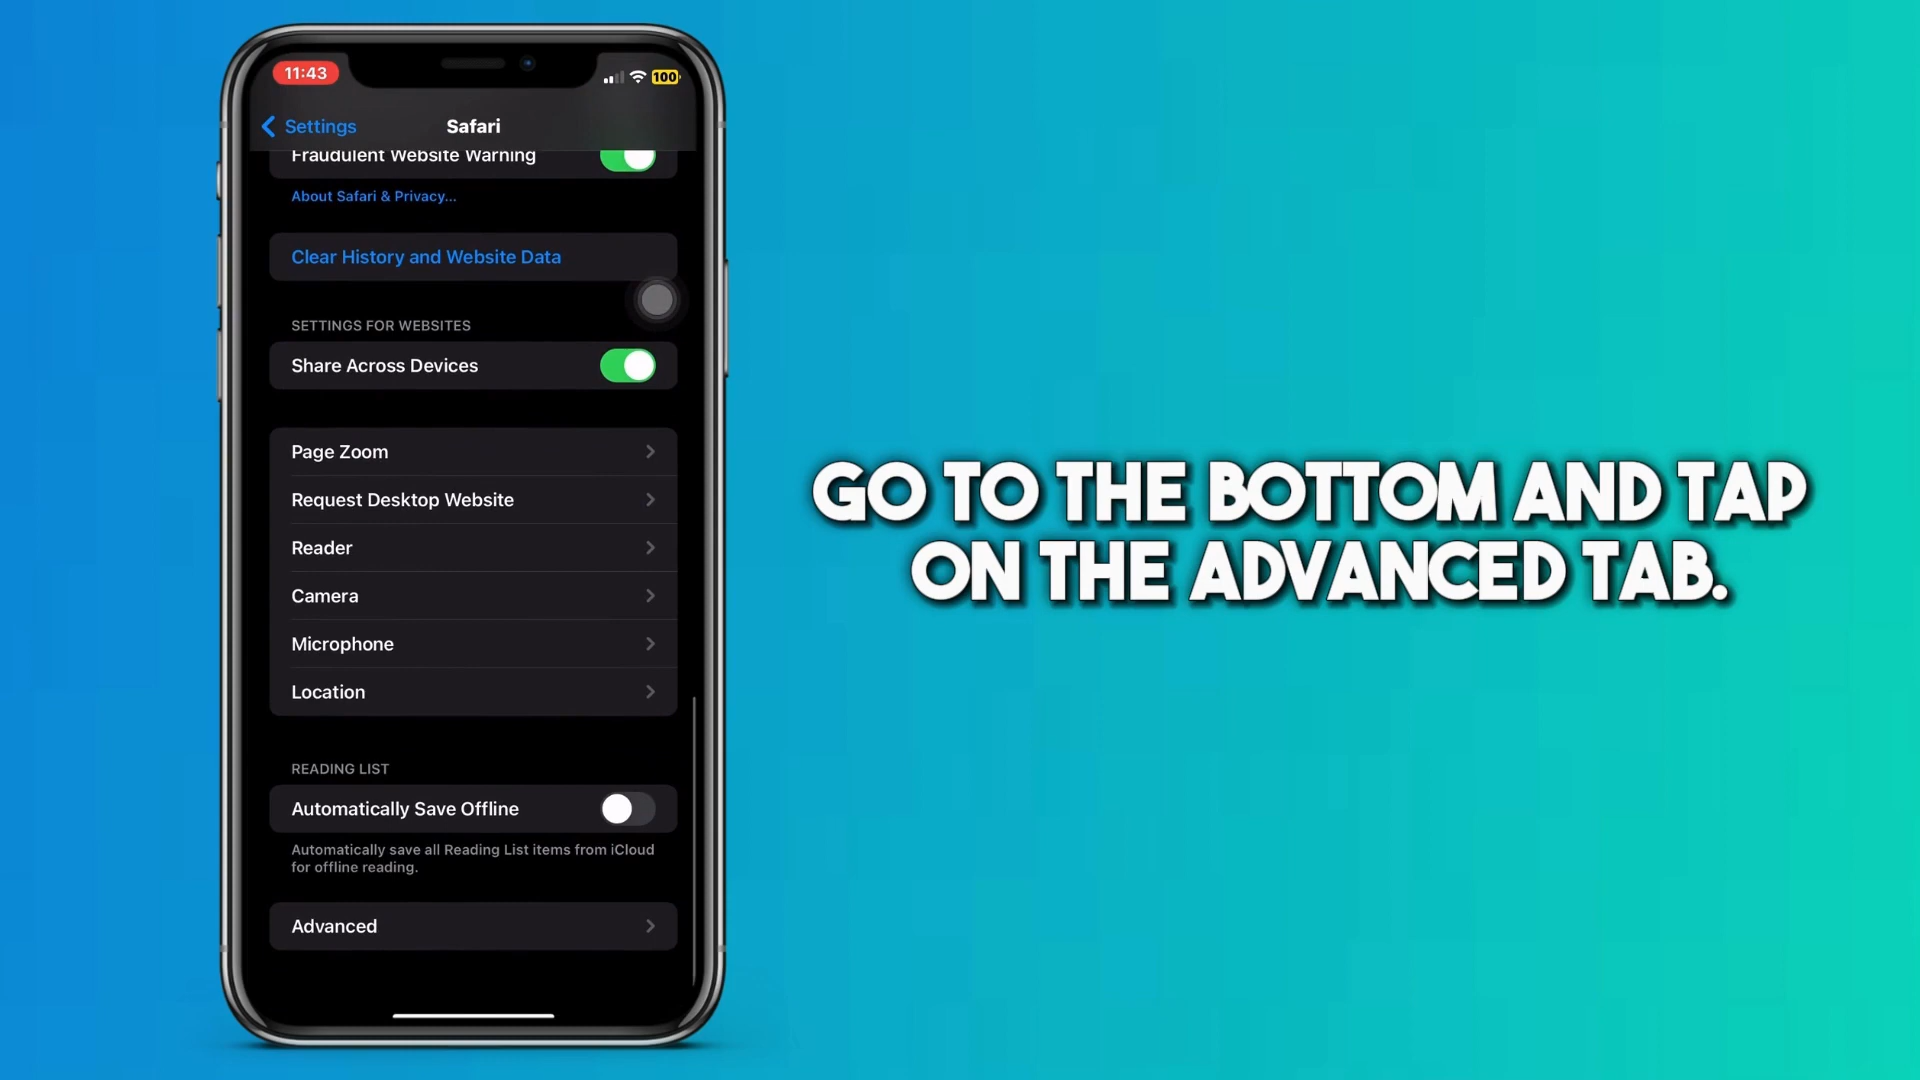 11:43
100
Settings
Safari
Fraudulent Website Warning
About Safari & Privacy...
Clear History and Website Data
SETTINGS FOR WEBSITES
Share Across Devices
Page Zoom
Request Desktop Website
Reader
Camera
Microphone
Location
READING LIST
Automatically Save Offline
Automatically save all Reading List items from iCloud
for offline reading.
Advanced
GO TO THE BOTTOM AND TAP
ON THE ADVANCED TAB.